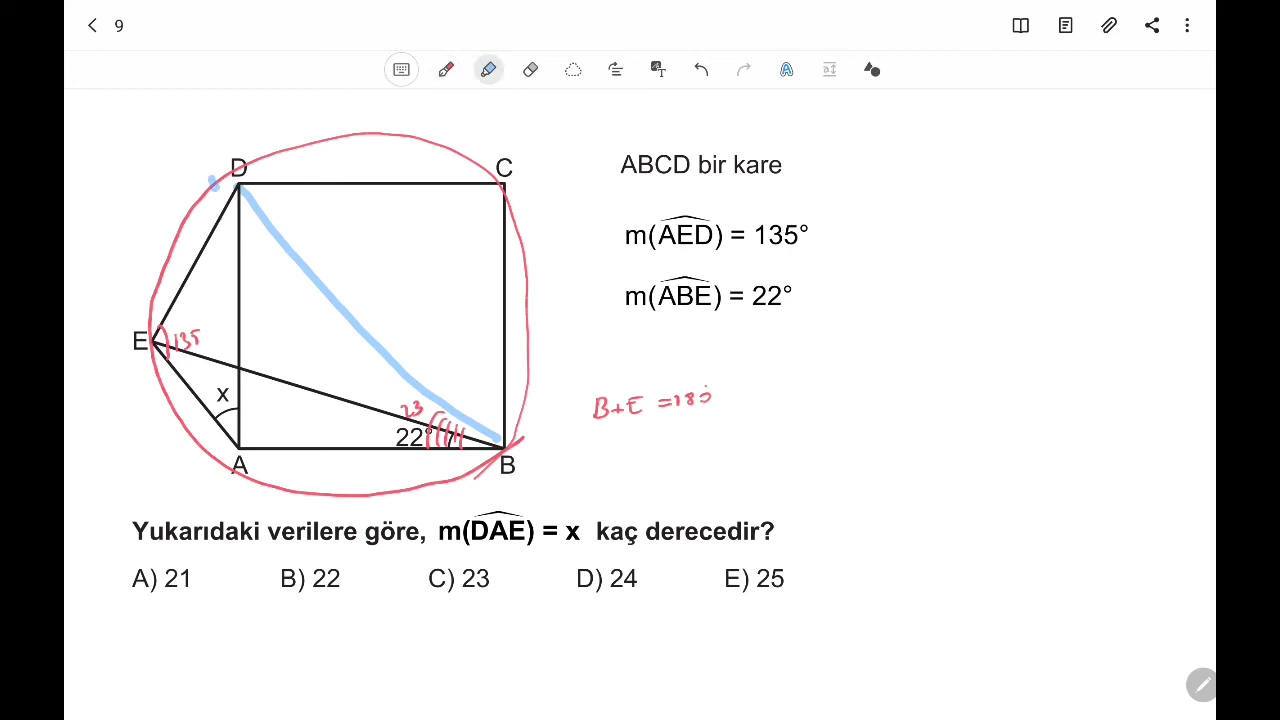 9
D
C
ABCD bir kare
m(AED) = 135°
m(ABE) = 22°
E
135
x
23
22°
B+E =180
A
B
Yukarıdaki verilere göre, m(DAE) = x kaç derecedir?
A) 21 B) 22 C) 23 D) 24 E) 25